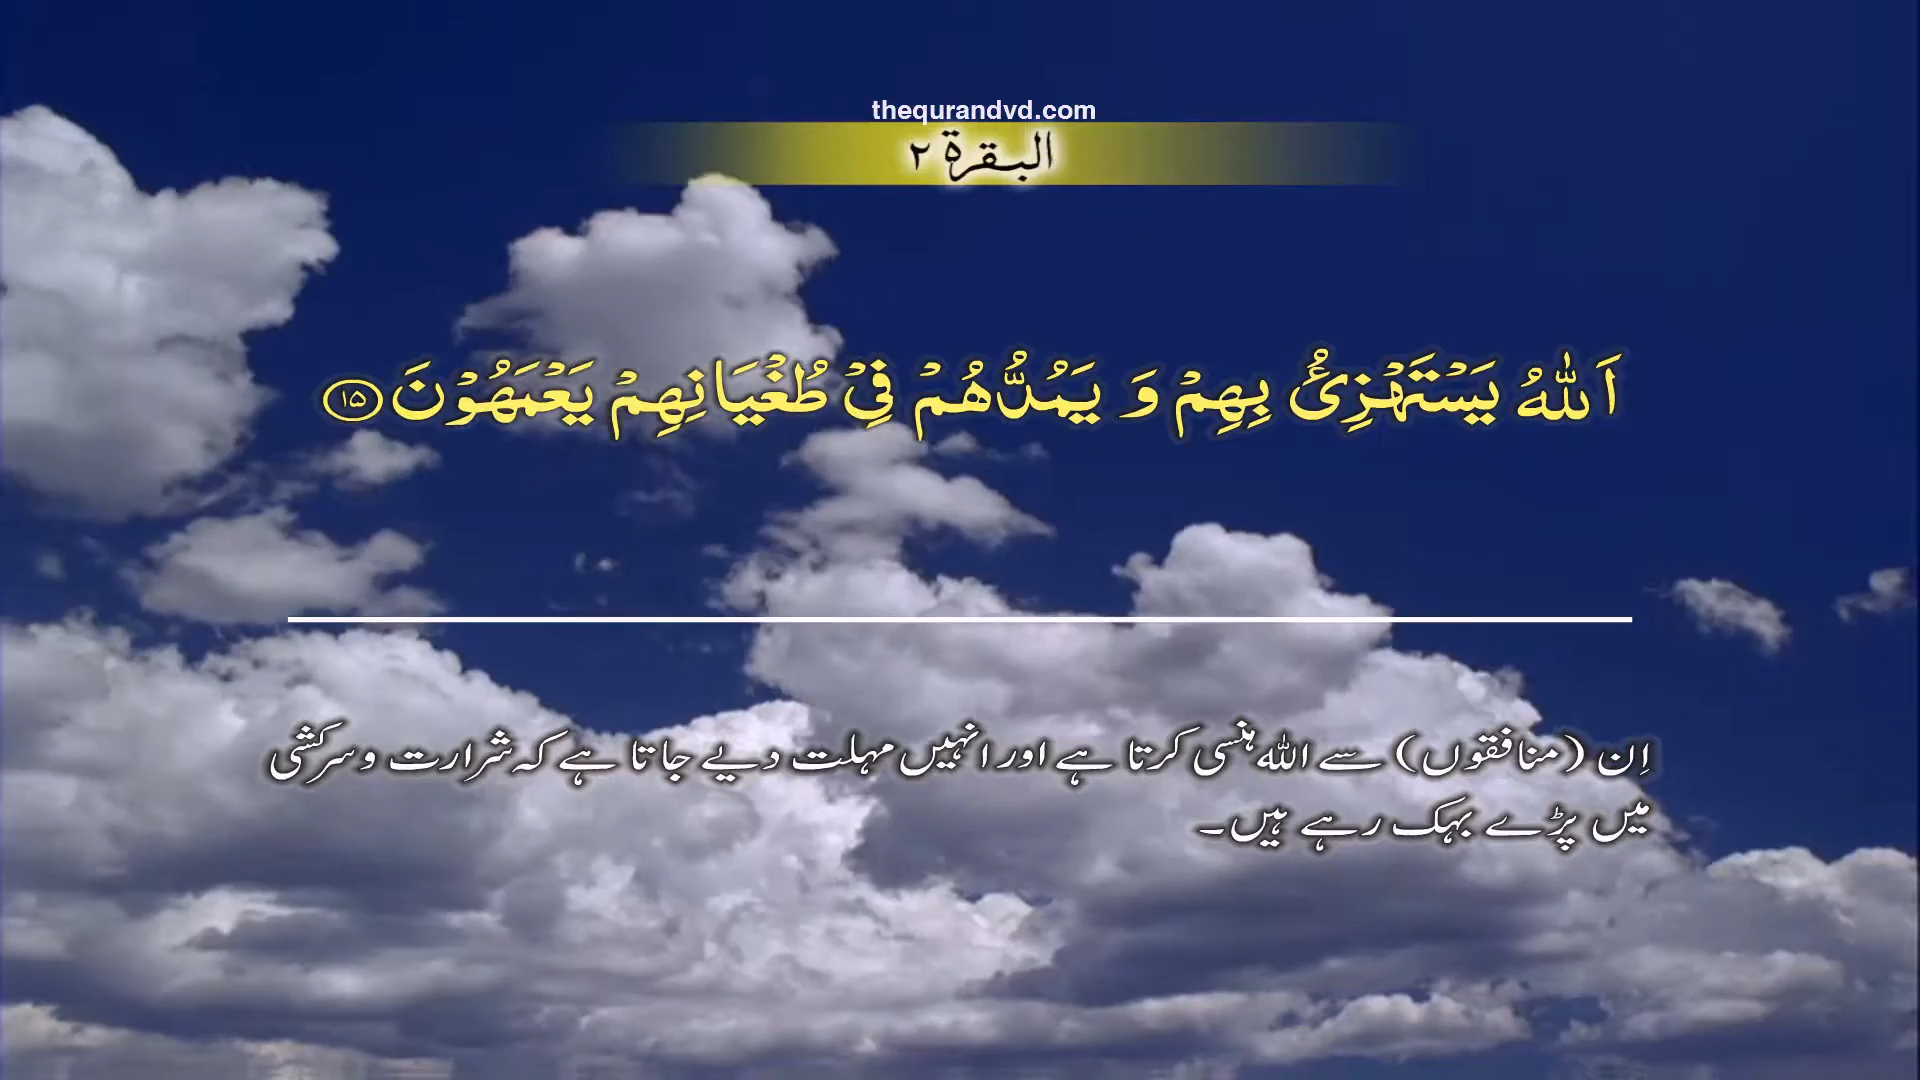 thequrandvd.com
البقرة ٢
اَللّٰهُ يَسْتَهْزِئُ بِهِمْ وَ يَمُدُّهُمْ فِيْ طُغْيَانِهِمْ يَعْمَهُوْنَ ۝١٥
اِن (منافقوں) سے اللہ ہنسی کرتا ہے اور انہیں مہلت دیے جاتا ہے کہ شرارت و سرکشی
میں پڑے بہک رہے ہیں۔